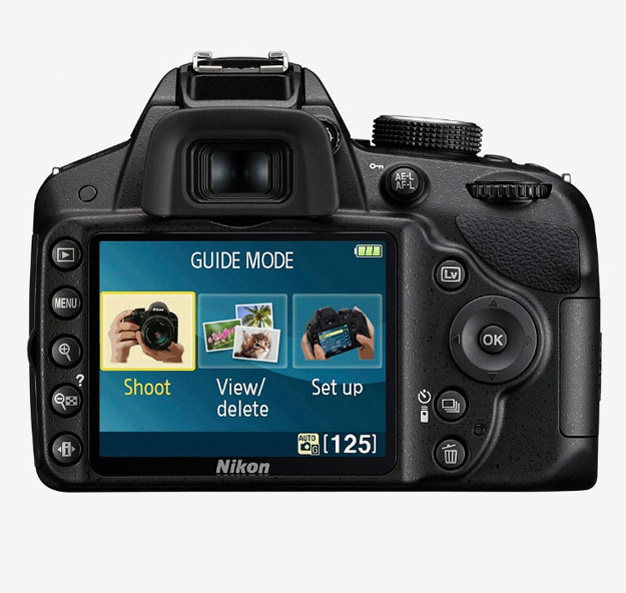 AE-L
AF-L
GUIDE MODE
Lv
MENU
OK
Shoot
View/
delete
Set up
?
i
AUTO
G
[125]
Nikon